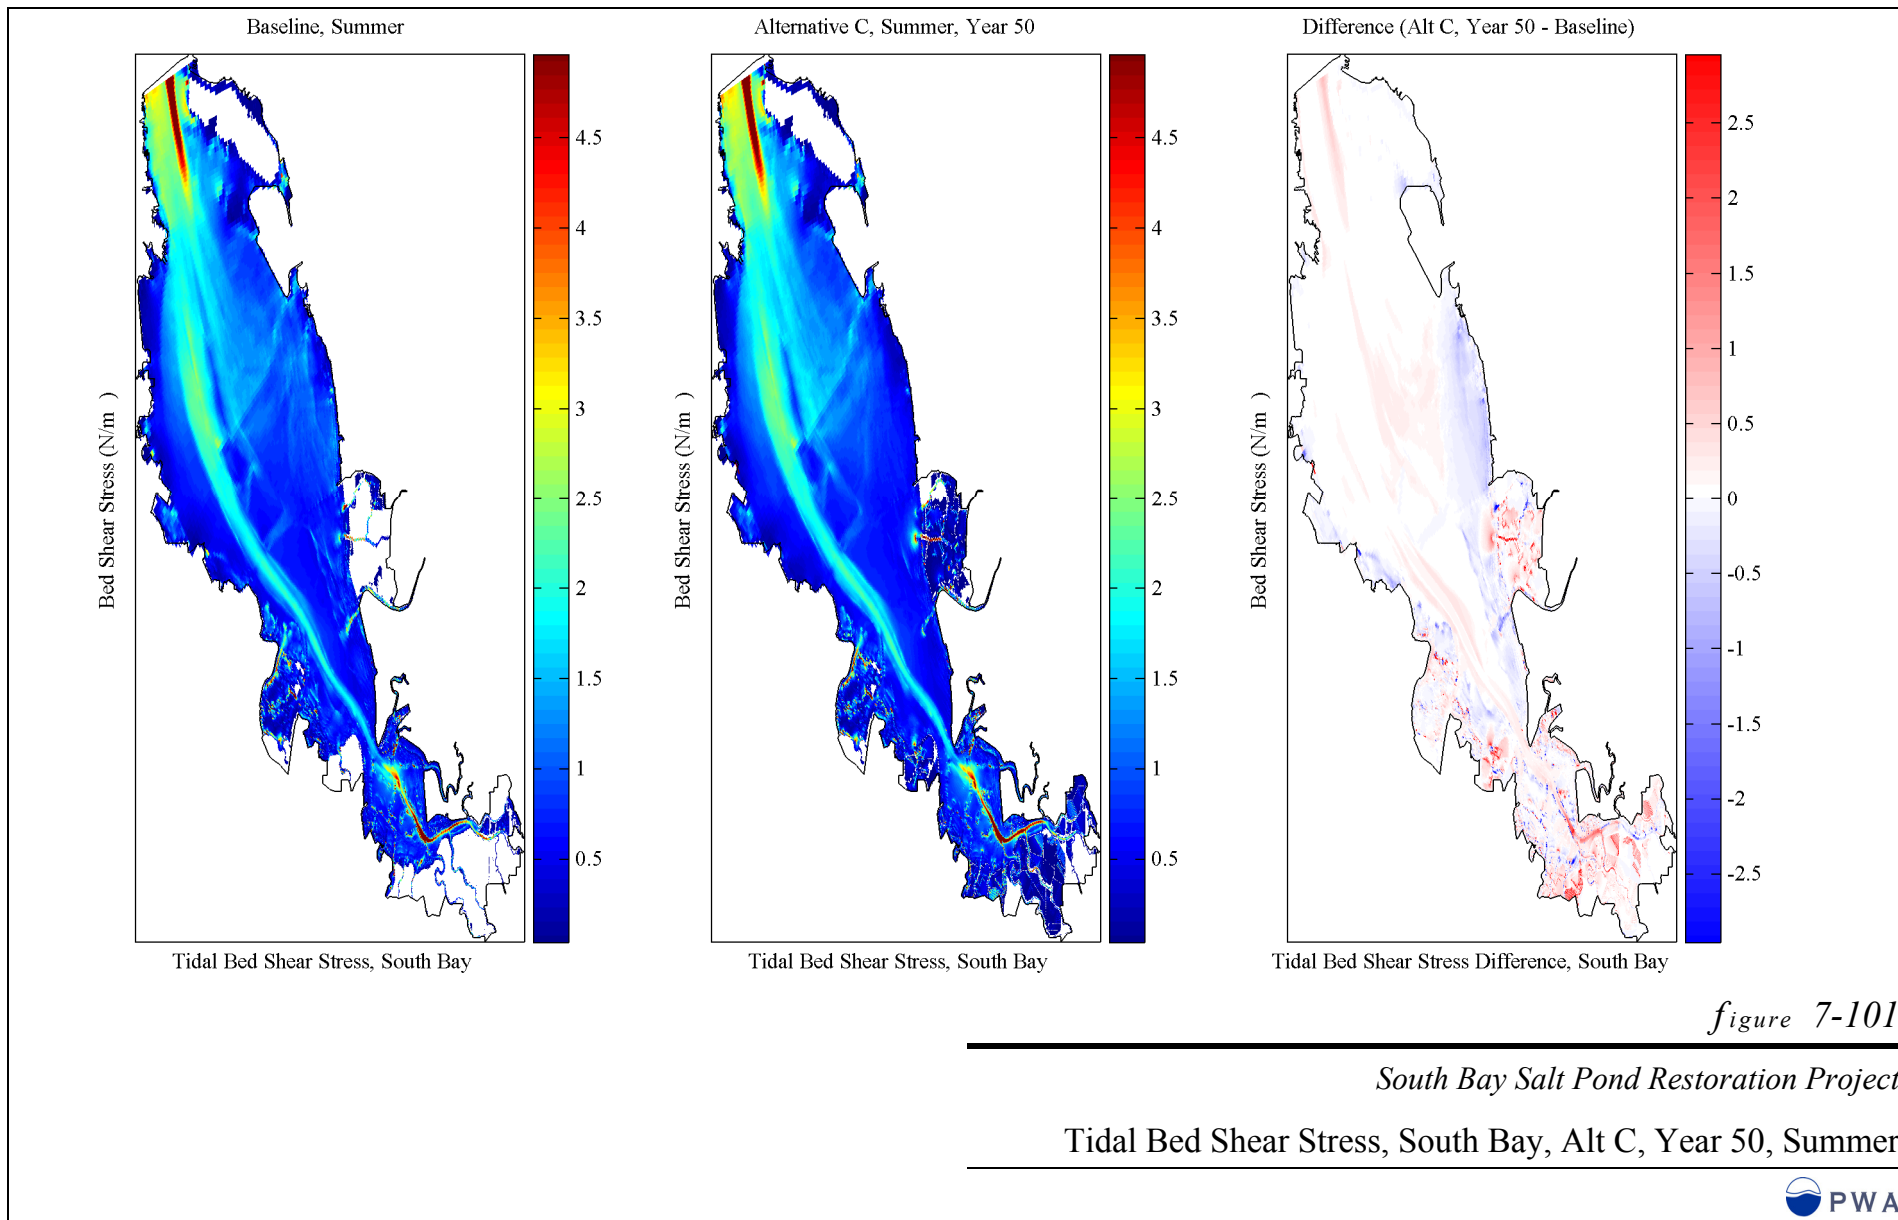 Baseline, Summer
Alternative C, Summer, Year 50
Difference (Alt C, Year 50 - Baseline)
Bed Shear Stress (N/m )
4.5
4
3.5
3
2.5
2
1.5
1
0.5
Bed Shear Stress (N/m )
4.5
4
3.5
3
2.5
2
1.5
1
0.5
Bed Shear Stress (N/m )
2.5
2
1.5
1
0.5
0
-0.5
-1
-1.5
-2
-2.5
Tidal Bed Shear Stress, South Bay
Tidal Bed Shear Stress, South Bay
Tidal Bed Shear Stress Difference, South Bay
figure 7-101
South Bay Salt Pond Restoration Project
Tidal Bed Shear Stress, South Bay, Alt C, Year 50, Summer
PWA